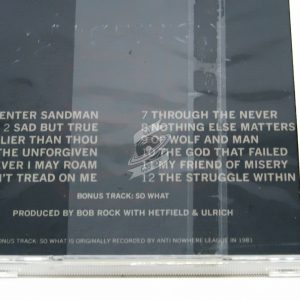 ENTER SANDMAN
2 SAD BUT TRUE
LIER THAN THOU
THE UNFORGIVEN
EVER I MAY ROAM
N'T TREAD ON ME
7 THROUGH THE NEVER
8 NOTHING ELSE MATTERS
9 OF WOLF AND MAN
10 THE GOD THAT FAILED
11 MY FRIEND OF MISERY
12 THE STRUGGLE WITHIN
BONUS TRACK: SO WHAT
PRODUCED BY BOB ROCK WITH HETFIELD & ULRICH
ONUS TRACK: SO WHAT IS ORIGINALLY RECORDED BY ANTI NOWHERE LEAGUE IN 1981